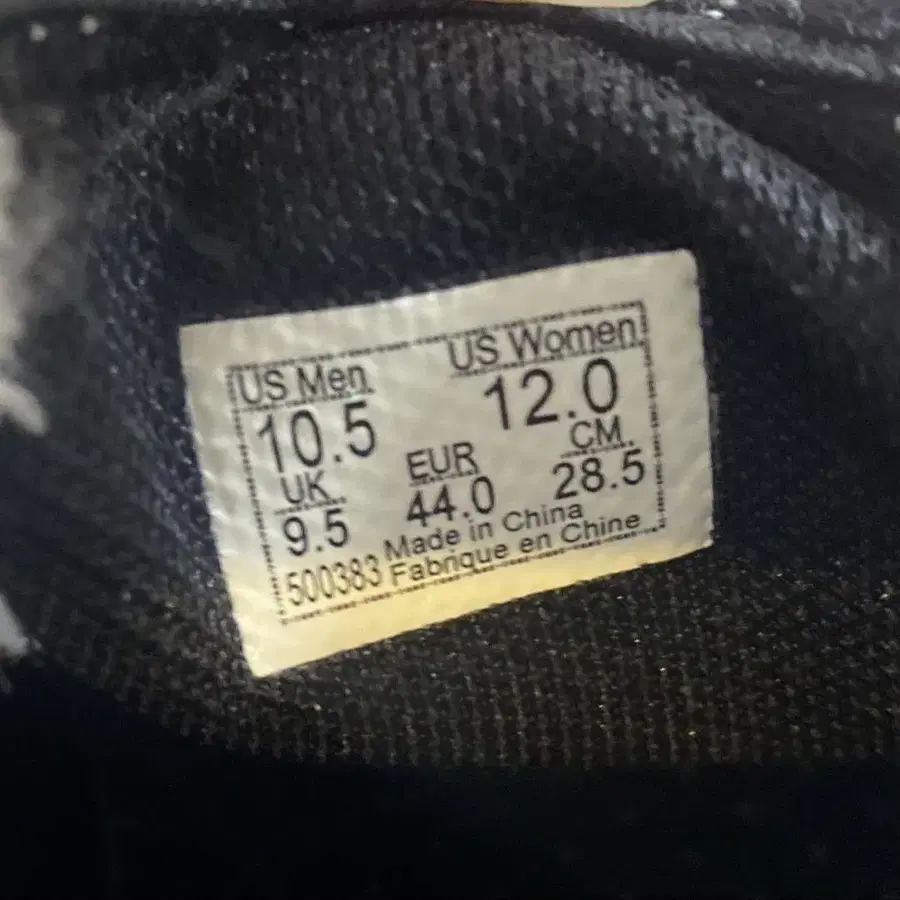 US Men US Women
10.5 12.0
UK EUR CM
9.5 44.0 28.5
500383 Made in China
Fabrique en Chine